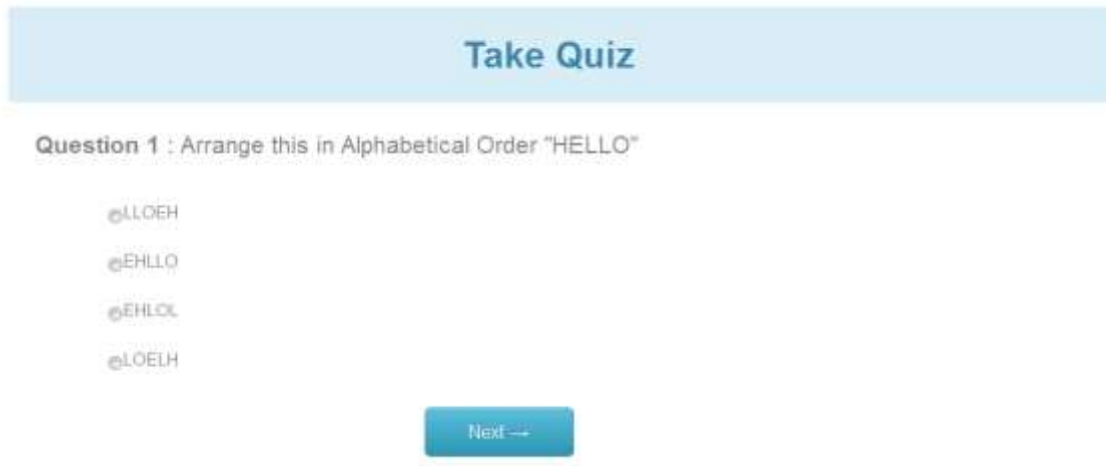 Take Quiz
Question 1 : Arrange this in Alphabetical Order "HELLO"
LLOEH
EHLLO
EHLOL
LOELH
Next →